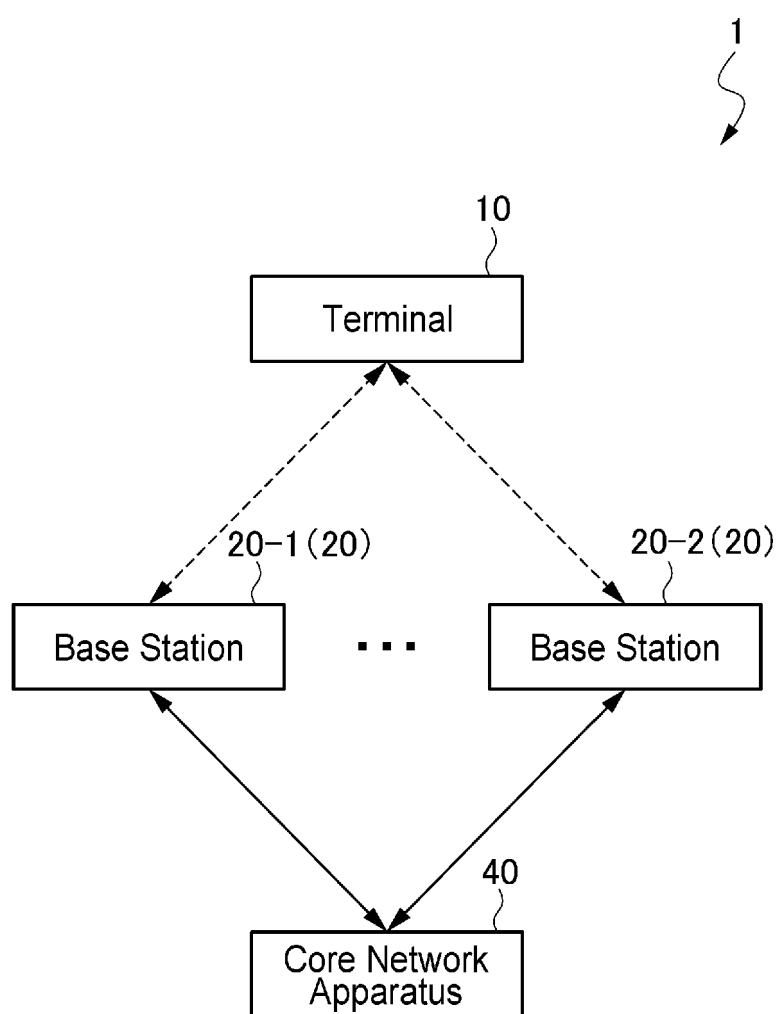 1
10
Terminal
20-1(20)
20-2(20)
Base Station
...
Base Station
40
Core Network
Apparatus